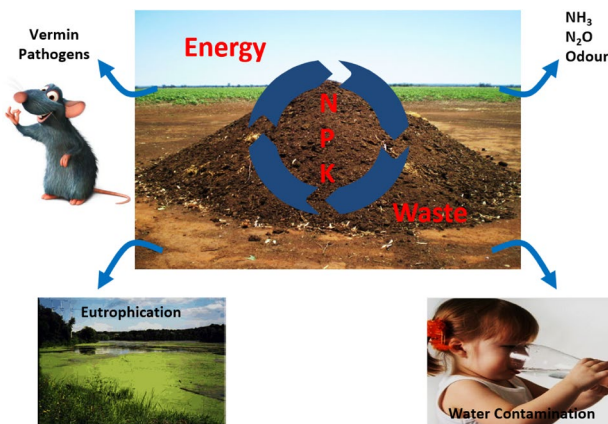 Vermin
Pathogens
NH₃
N₂O
Odour
Energy
N
P
K
Waste
Eutrophication
Water Contamination